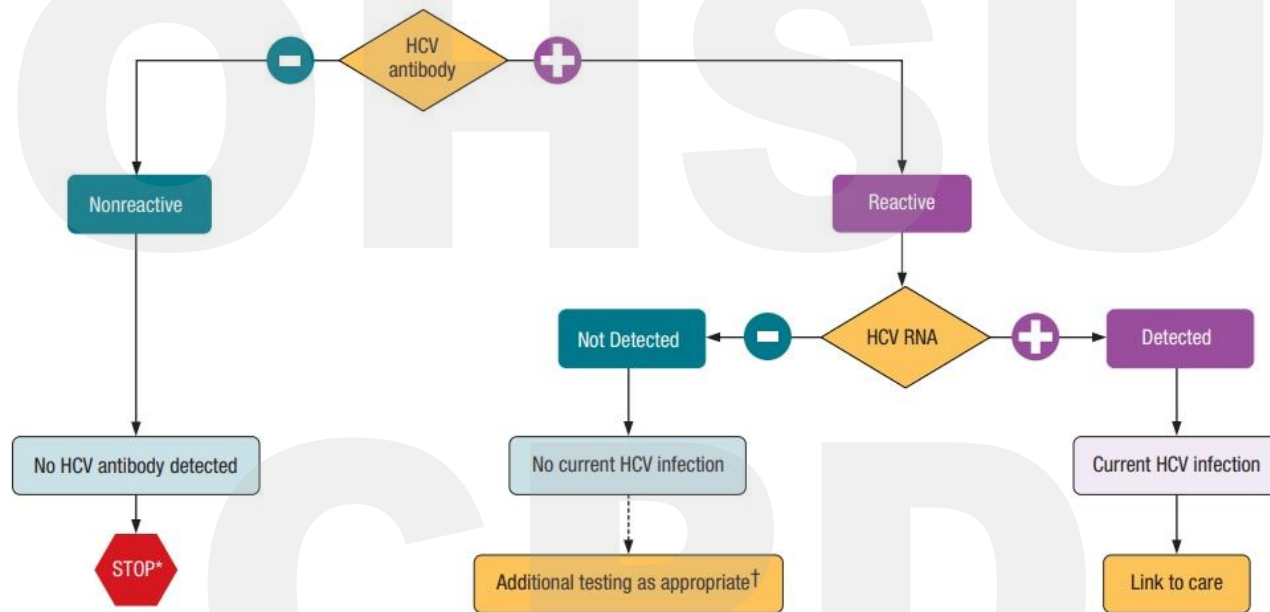 OHSU
CPD
HCV
antibody
Nonreactive
Reactive
Not Detected
HCV RNA
Detected
No HCV antibody detected
No current HCV infection
Current HCV infection
STOP*
Additional testing as appropriate†
Link to care